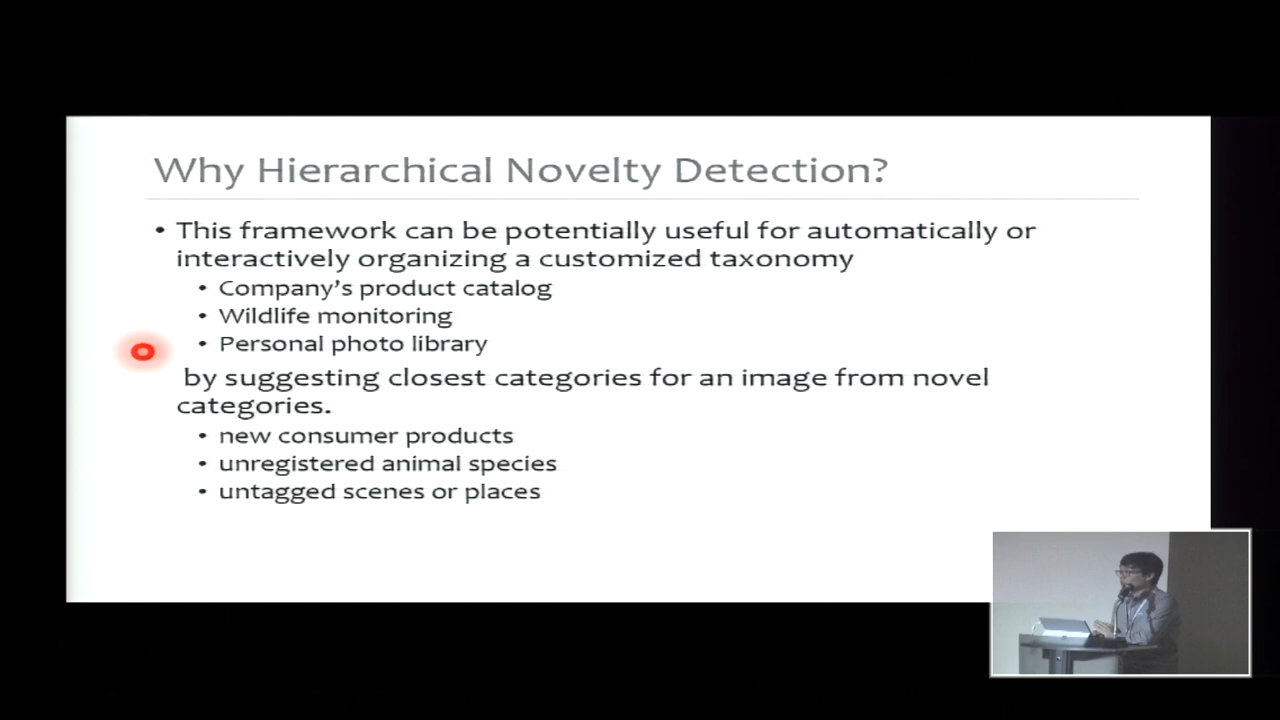 Why Hierarchical Novelty Detection?
• This framework can be potentially useful for automatically or
interactively organizing a customized taxonomy
• Company's product catalog
• Wildlife monitoring
• Personal photo library
by suggesting closest categories for an image from novel
categories.
• new consumer products
• unregistered animal species
• untagged scenes or places